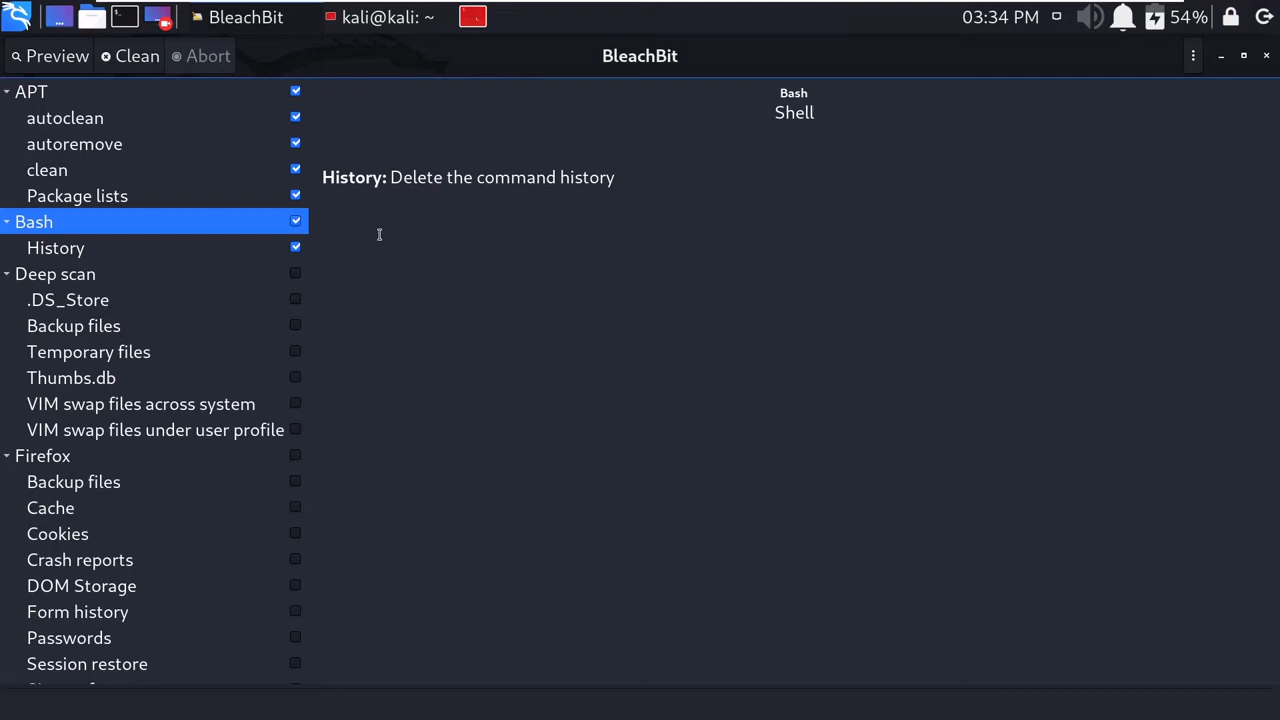 BleachBit
kali@kali: ~
03:34 PM
54%
Preview
Clean
Abort
BleachBit
APT
autoclean
autoremove
clean
Package lists
Bash
History
Deep scan
.DS_Store
Backup files
Temporary files
Thumbs.db
VIM swap files across system
VIM swap files under user profile
Firefox
Backup files
Cache
Cookies
Crash reports
DOM Storage
Form history
Passwords
Session restore
Bash
Shell
History: Delete the command history